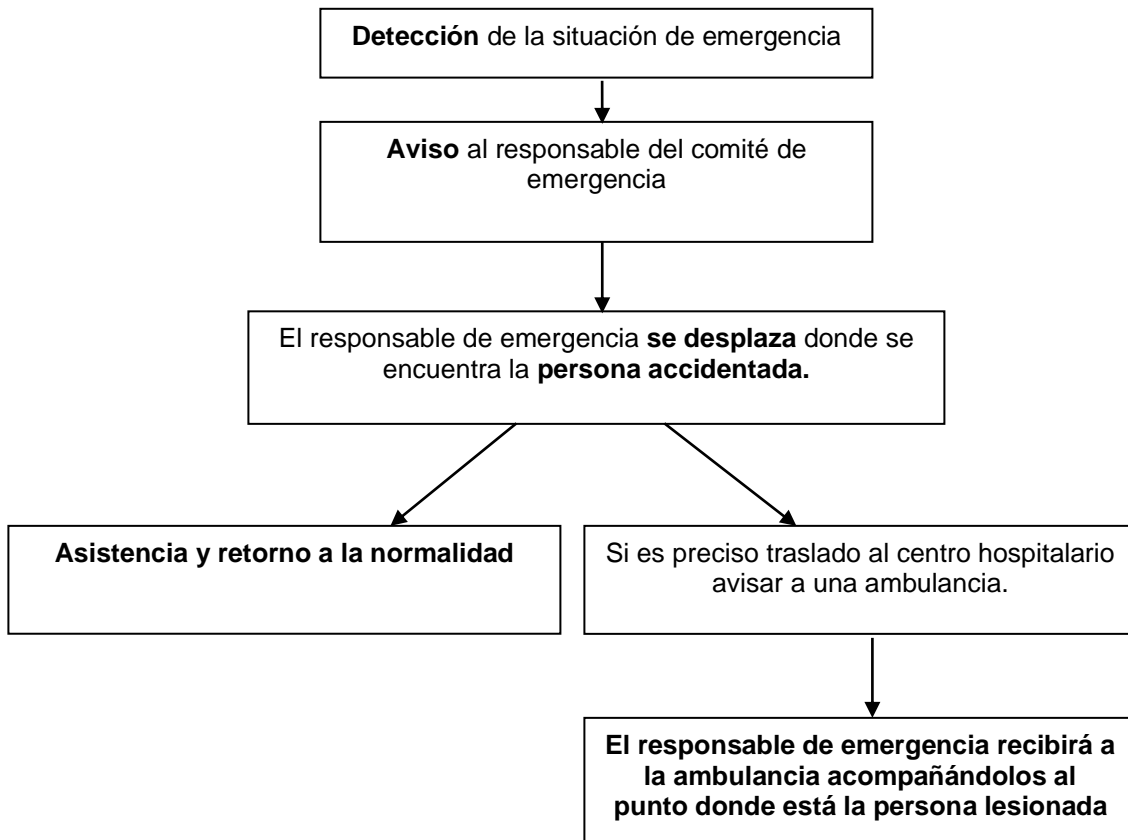 Detección de la situación de emergencia
Aviso al responsable del comité de
emergencia
El responsable de emergencia se desplaza donde se
encuentra la persona accidentada.
Asistencia y retorno a la normalidad
Si es preciso traslado al centro hospitalario
avisar a una ambulancia.
El responsable de emergencia recibirá a
la ambulancia acompáñándolos al
punto donde está la persona lesionada